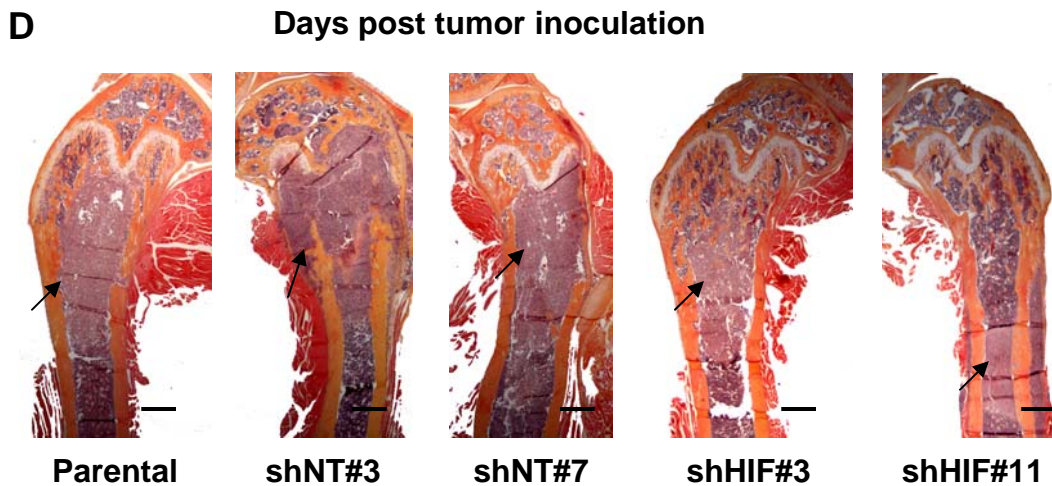 D
Days post tumor inoculation
Parental shNT#3 shNT#7 shHIF#3 shHIF#11